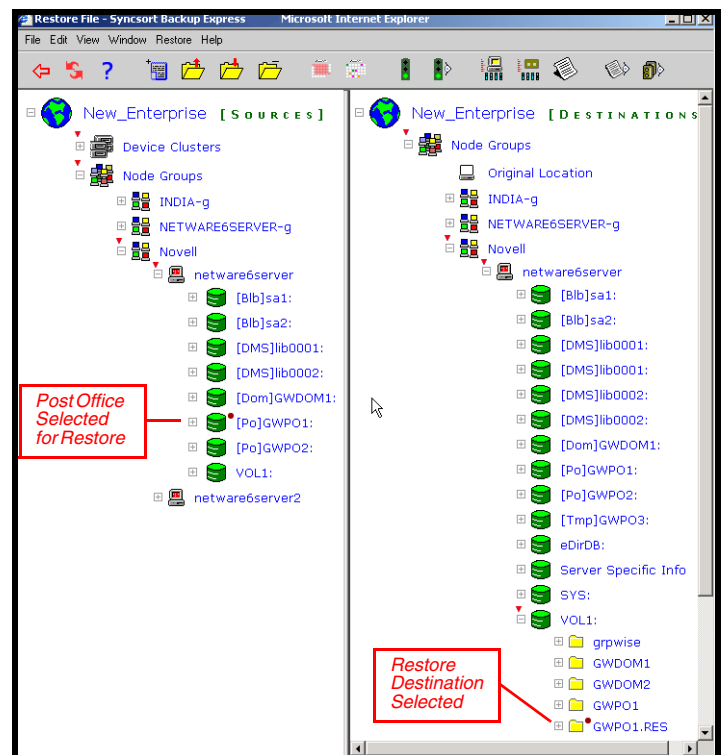 Restore File - Syncsort Backup Express Microsoft Internet Explorer
File Edit View Window Restore Help
New_Enterprise [SOURCES]
Device Clusters
Node Groups
INDIA-g
NETWARE6SERVER-g
Novell
netware6server
[Blb]sa1:
[Blb]sa2:
[DMS]lib0001:
[DMS]lib0002:
[Dom]GWDOM1:
[Po]GWPO1:
[Po]GWPO2:
VOL1:
netware6server2
Post Office
Selected
for Restore
New_Enterprise [DESTINATIONS
Node Groups
Original Location
INDIA-g
NETWARE6SERVER-g
Novell
netware6server
[Blb]sa1:
[Blb]sa2:
[DMS]lib0001:
[DMS]lib0001:
[DMS]lib0002:
[DMS]lib0002:
[Dom]GWDOM1:
[Po]GWPO1:
[Po]GWPO2:
[Tmp]GWPO3:
eDirDB:
Server Specific Info
SYS:
VOL1:
grpwise
GWDOM1
GWDOM2
GWPO1
GWPO1.RES
Restore
Destination
Selected